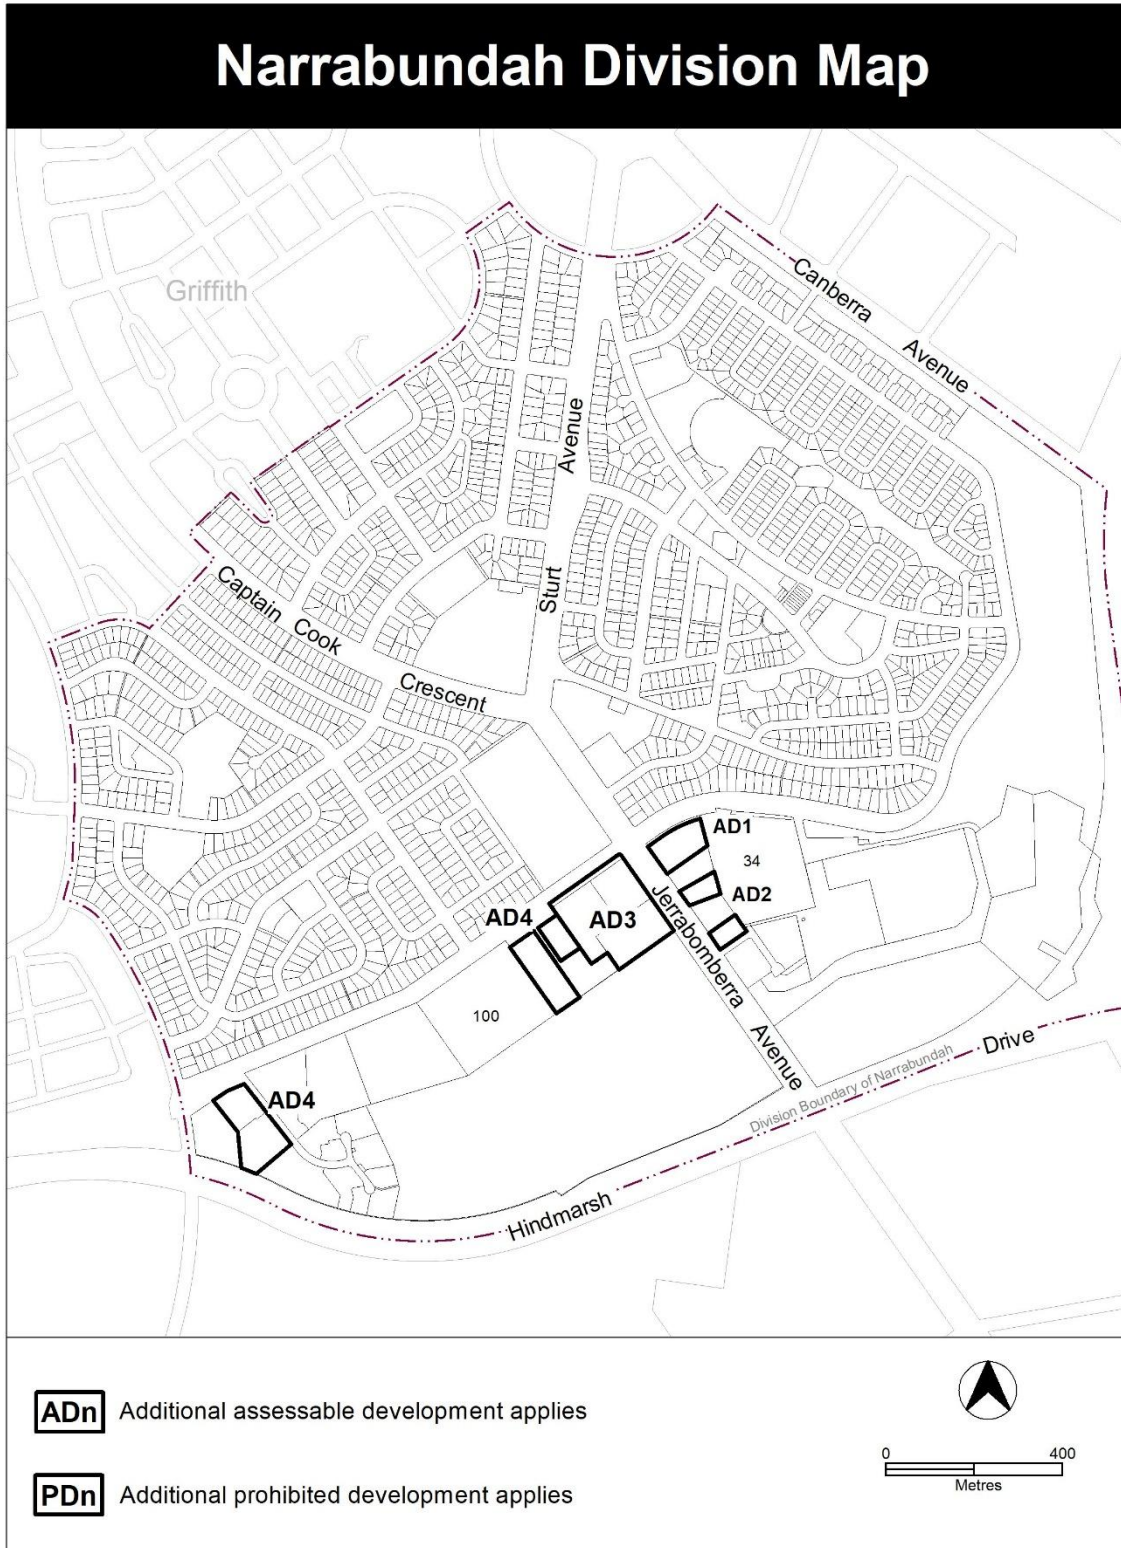 Narrabundah Division Map
Griffith
Canberra
Avenue
Avenue
Sturt
Captain
Cook
Crescent
AD1
34
AD2
AD4
AD3
Jerrabomberra
Avenue
100
AD4
Division Boundary of Narrabundah
Drive
Hindmarsh
ADn Additional assessable development applies
PDn Additional prohibited development applies
0 400
Metres